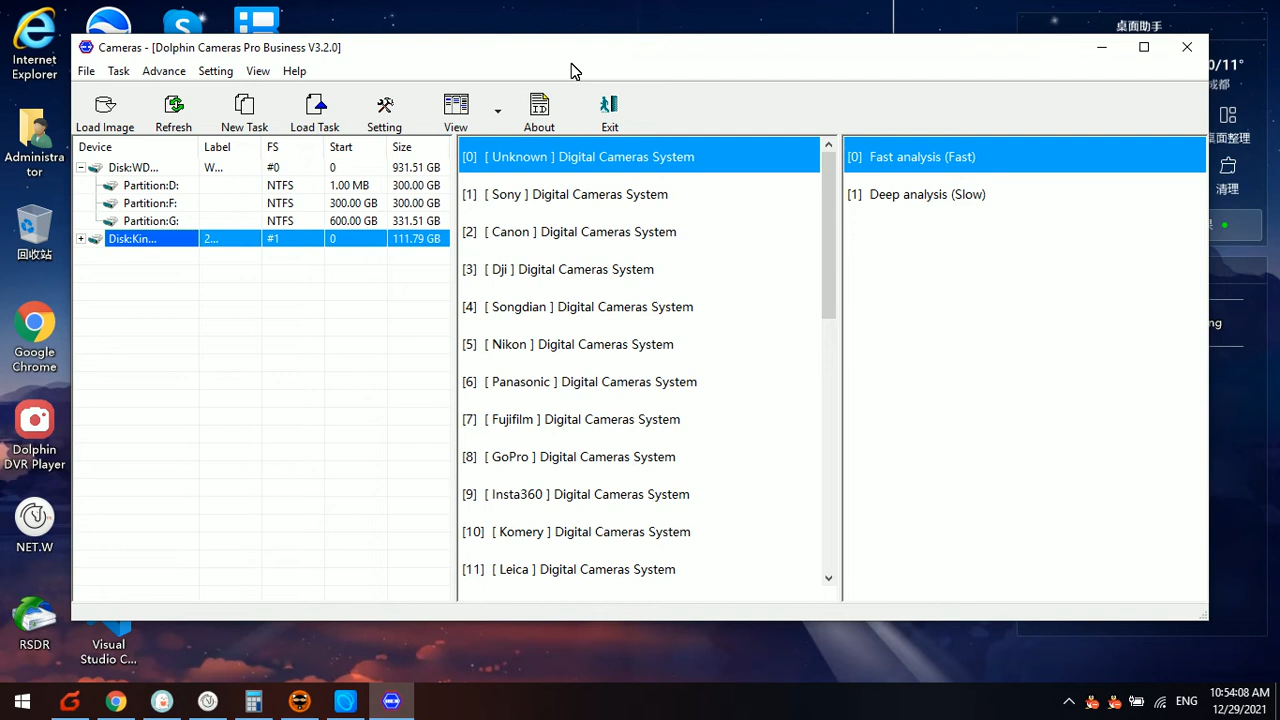 Internet
Explorer
Administra
tor
回收站
Google
Chrome
Dolphin
DVR Player
NET.W
RSDR
Visual
Studio C...
桌面助手
0/11°
成都
桌面整理
清理
果
ng
Cameras - [Dolphin Cameras Pro Business V3.2.0]
File Task Advance Setting View Help
Load Image Refresh New Task Load Task Setting View About Exit
Device Label FS Start Size
Disk:WD... W... #0 0 931.51 GB
Partition:D: NTFS 1.00 MB 300.00 GB
Partition:F: NTFS 300.00 GB 300.00 GB
Partition:G: NTFS 600.00 GB 331.51 GB
Disk:Kin... 2... #1 0 111.79 GB
[0] [ Unknown ] Digital Cameras System
[1] [ Sony ] Digital Cameras System
[2] [ Canon ] Digital Cameras System
[3] [ Dji ] Digital Cameras System
[4] [ Songdian ] Digital Cameras System
[5] [ Nikon ] Digital Cameras System
[6] [ Panasonic ] Digital Cameras System
[7] [ Fujifilm ] Digital Cameras System
[8] [ GoPro ] Digital Cameras System
[9] [ Insta360 ] Digital Cameras System
[10] [ Komery ] Digital Cameras System
[11] [ Leica ] Digital Cameras System
[0] Fast analysis (Fast)
[1] Deep analysis (Slow)
ENG
10:54:08 AM
12/29/2021